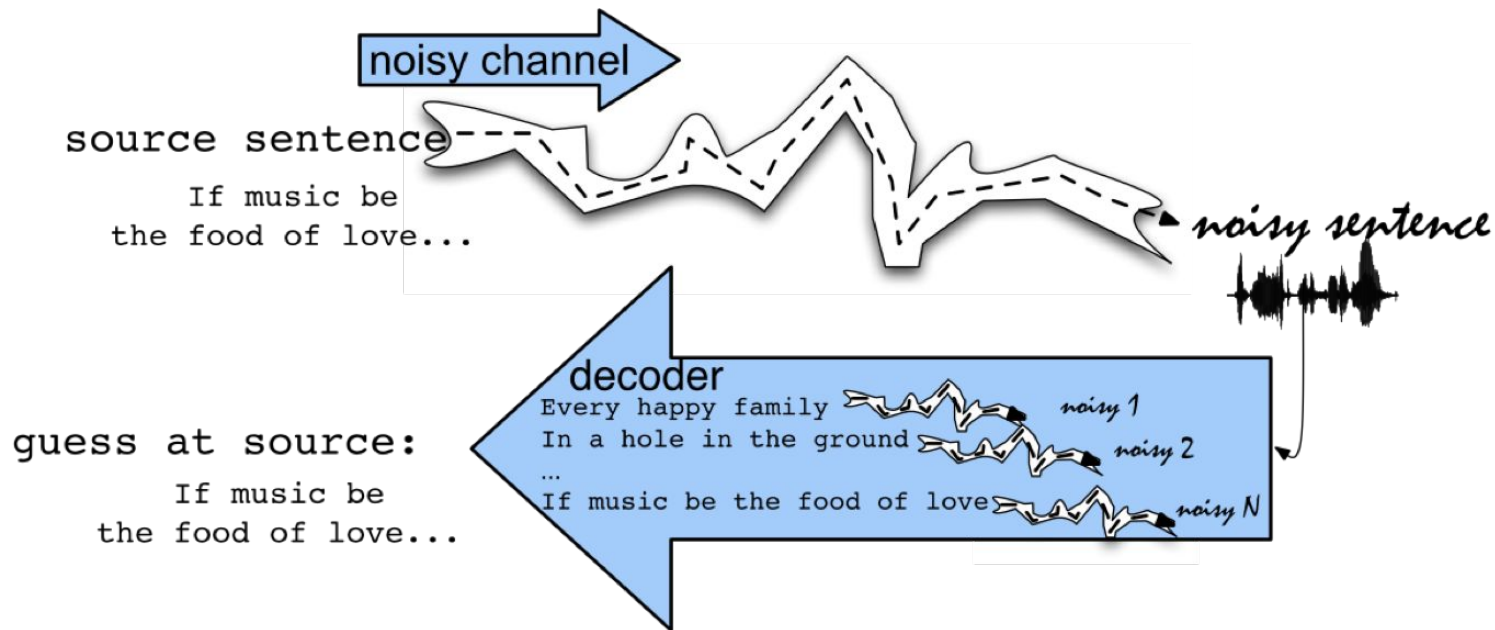 noisy channel
source sentence
If music be
the food of love...
noisy sentence
decoder
Every happy family
noisy 1
In a hole in the ground
noisy 2
...
If music be the food of love
noisy N
guess at source:
If music be
the food of love...